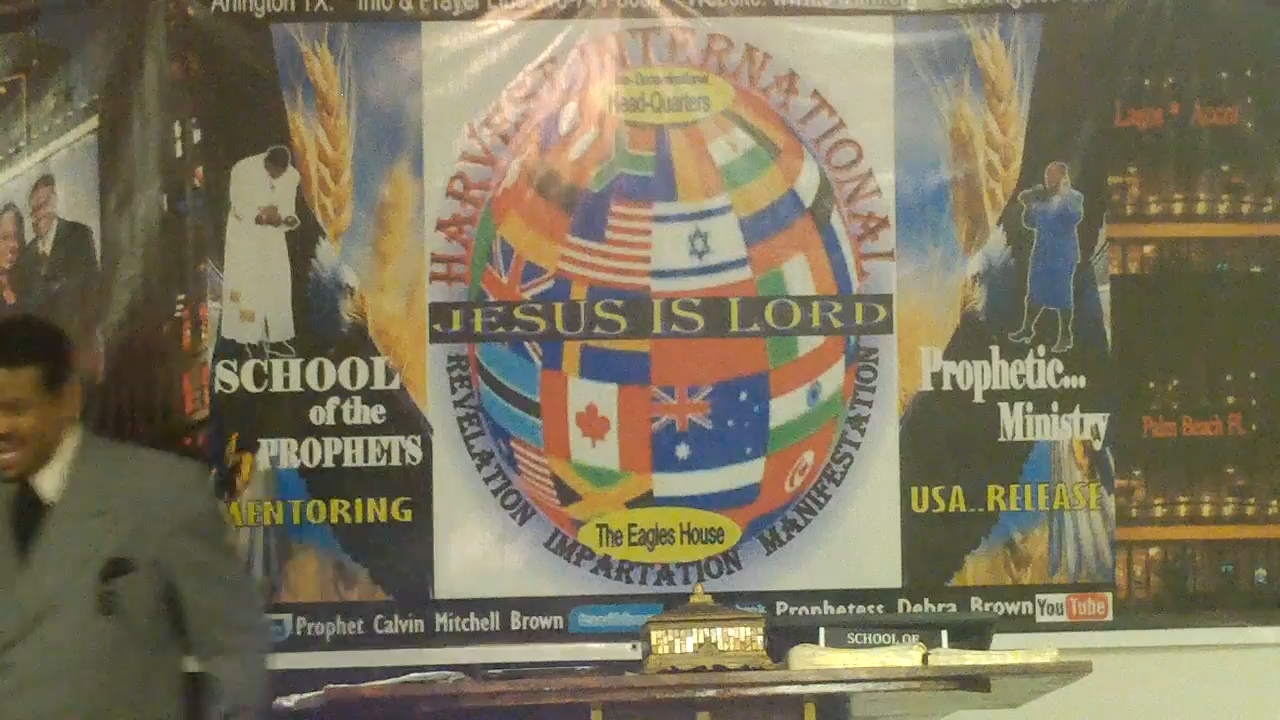 Arlington TX. Info & Prayer
HARVEST INTERNATIONAL
Head-Quarters
Lagos * Accra
JESUS IS LORD
SCHOOL
of the
PROPHETS
MENTORING
Prophetic...
Ministry
USA..RELEASE
Palm Beach FL
REVELATION IMPARTATION MANIFESTATION
The Eagles House
Prophet Calvin Mitchell Brown
Prophetess Debra Brown YouTube
SCHOOL OF